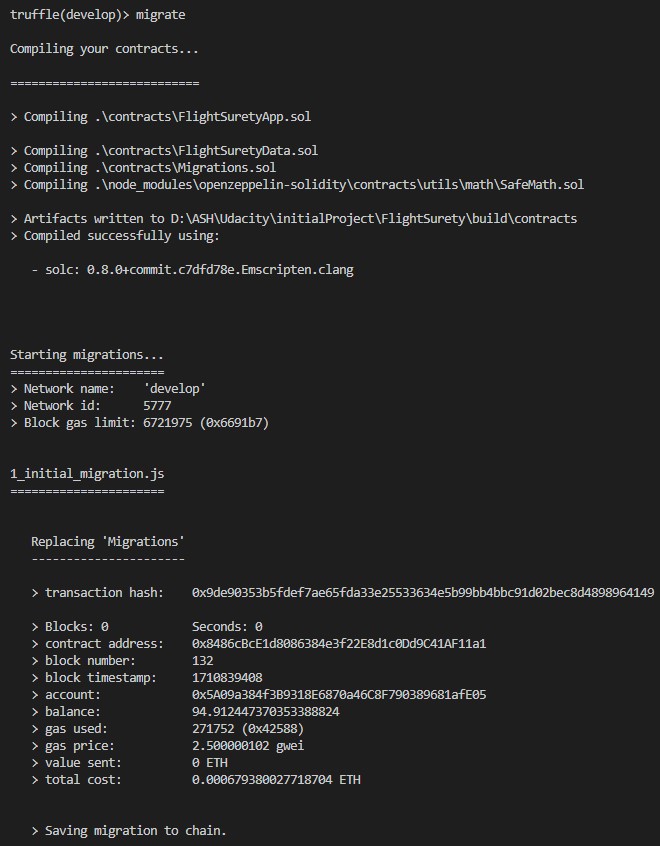 truffle(develop)> migrate
Compiling your contracts...
===========================
> Compiling .\contracts\FlightSuretyApp.sol
> Compiling .\contracts\FlightSuretyData.sol
> Compiling .\contracts\Migrations.sol
> Compiling .\node_modules\openzeppelin-solidity\contracts\utils\math\SafeMath.sol
> Artifacts written to D:\ASH\Udacity\initialProject\FlightSurety\build\contracts
> Compiled successfully using:
- solc: 0.8.0+commit.c7dfd78e.Emscripten.clang
Starting migrations...
======================
> Network name:    'develop'
> Network id:      5777
> Block gas limit: 6721975 (0x6691b7)
1_initial_migration.js
======================
Replacing 'Migrations'
----------------------
> transaction hash:    0x9de90353b5fdef7ae65fda33e25533634e5b99bb4bbc91d02bec8d4898964149
> Blocks: 0            Seconds: 0
> contract address:    0x8486cBcE1d8086384e3f22E8d1c0Dd9C41AF11a1
> block number:        132
> block timestamp:     1710839408
> account:             0x5A09a384f3B9318E6870a46C8F790389681afE05
> balance:             94.912447370353388824
> gas used:            271752 (0x42588)
> gas price:           2.500000102 gwei
> value sent:          0 ETH
> total cost:          0.000679380027718704 ETH
> Saving migration to chain.